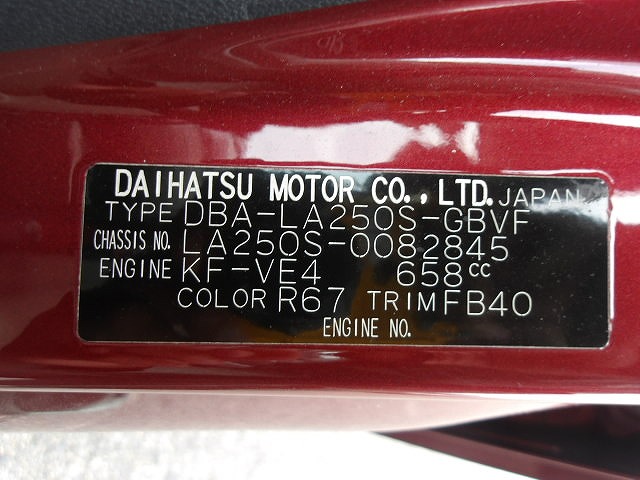 DAIHATSU MOTOR CO., LTD. JAPAN
TYPE DBA-LA250S-GBVF
CHASSIS NO. LA250S-0082845
ENGINE KF-VE4 658cc
COLOR R67 TRIM FB40
ENGINE NO.